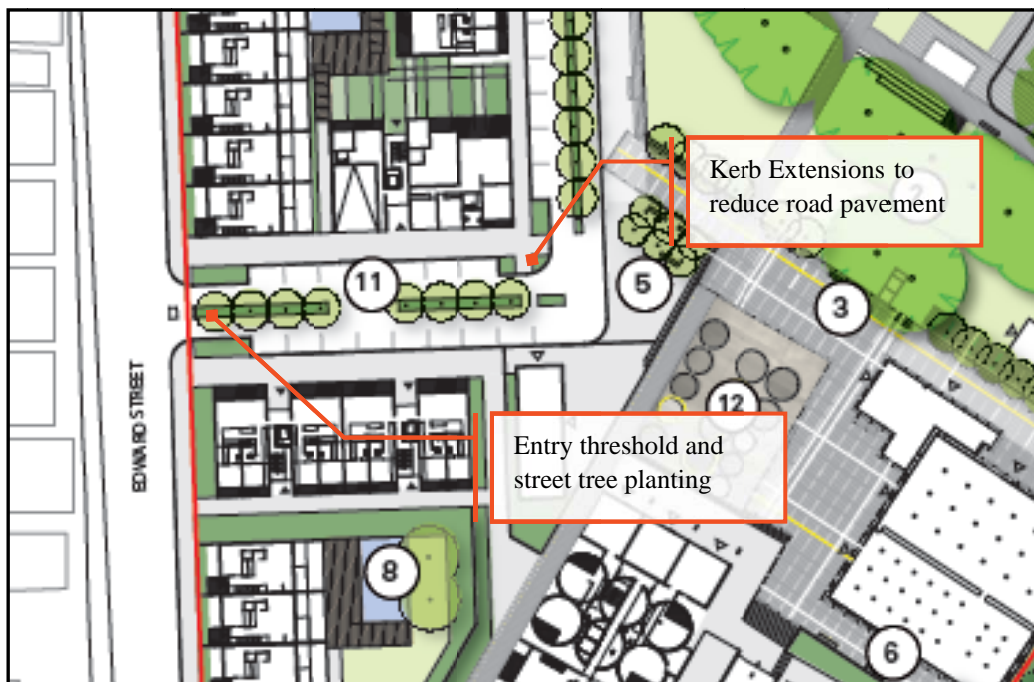 Kerb Extensions to
reduce road pavement
2
11
5
3
12
EDWARD STREET
Entry threshold and
street tree planting
8
6